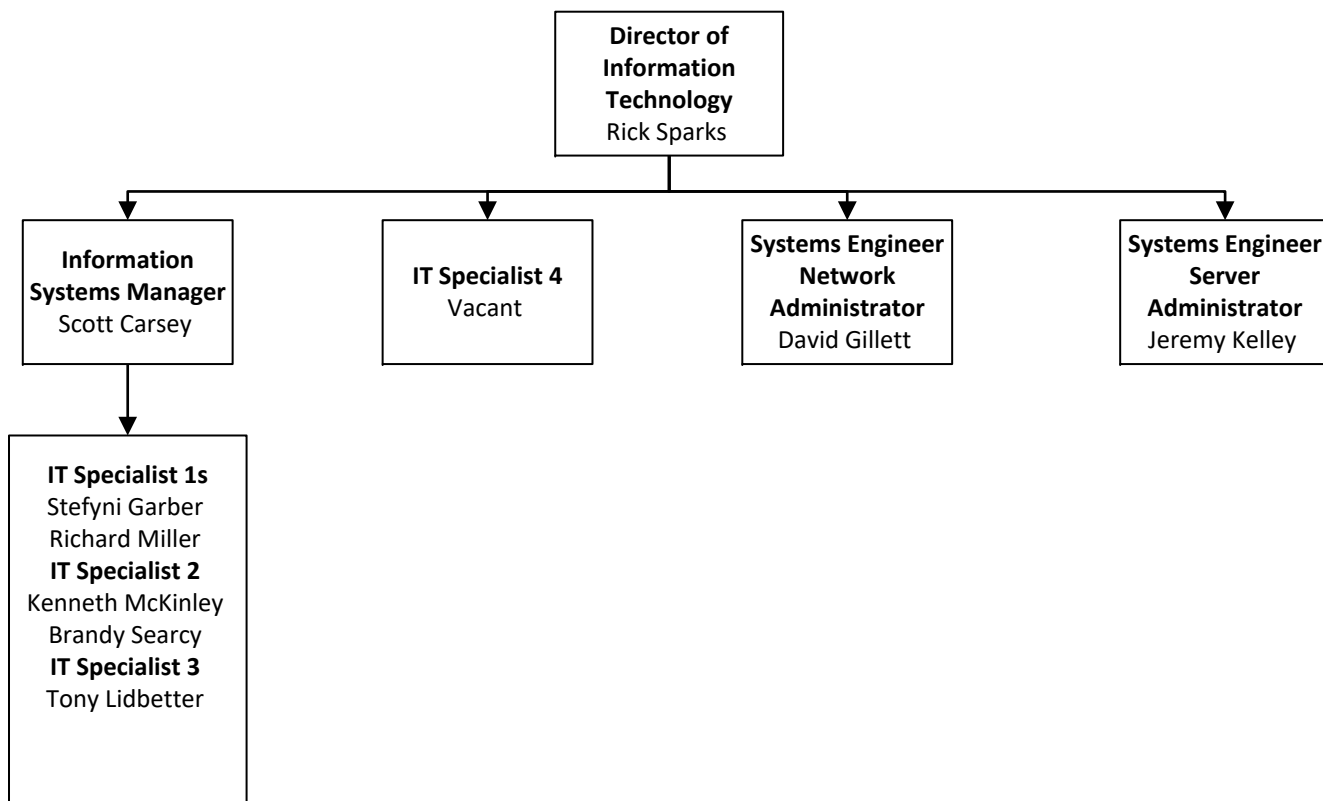 Director of
Information
Technology
Rick Sparks
Information
Systems Manager
Scott Carsey
IT Specialist 4
Vacant
Systems Engineer
Network
Administrator
David Gillett
Systems Engineer
Server
Administrator
Jeremy Kelley
IT Specialist 1s
Stefyni Garber
Richard Miller
IT Specialist 2
Kenneth McKinley
Brandy Searcy
IT Specialist 3
Tony Lidbetter